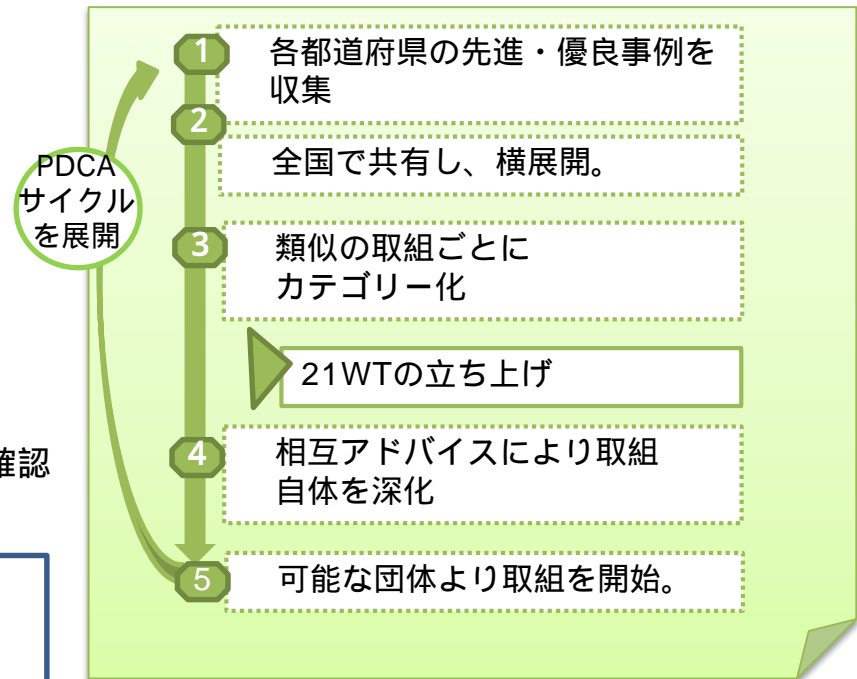 1
各都道府県の先進・優良事例を
収集
2
全国で共有し、横展開。
PDCA
サイクル
を展開
3
類似の取組ごとに
カテゴリー化
21WTの立ち上げ
4
相互アドバイスにより取組
自体を深化
確認
5
可能な団体より取組を開始。